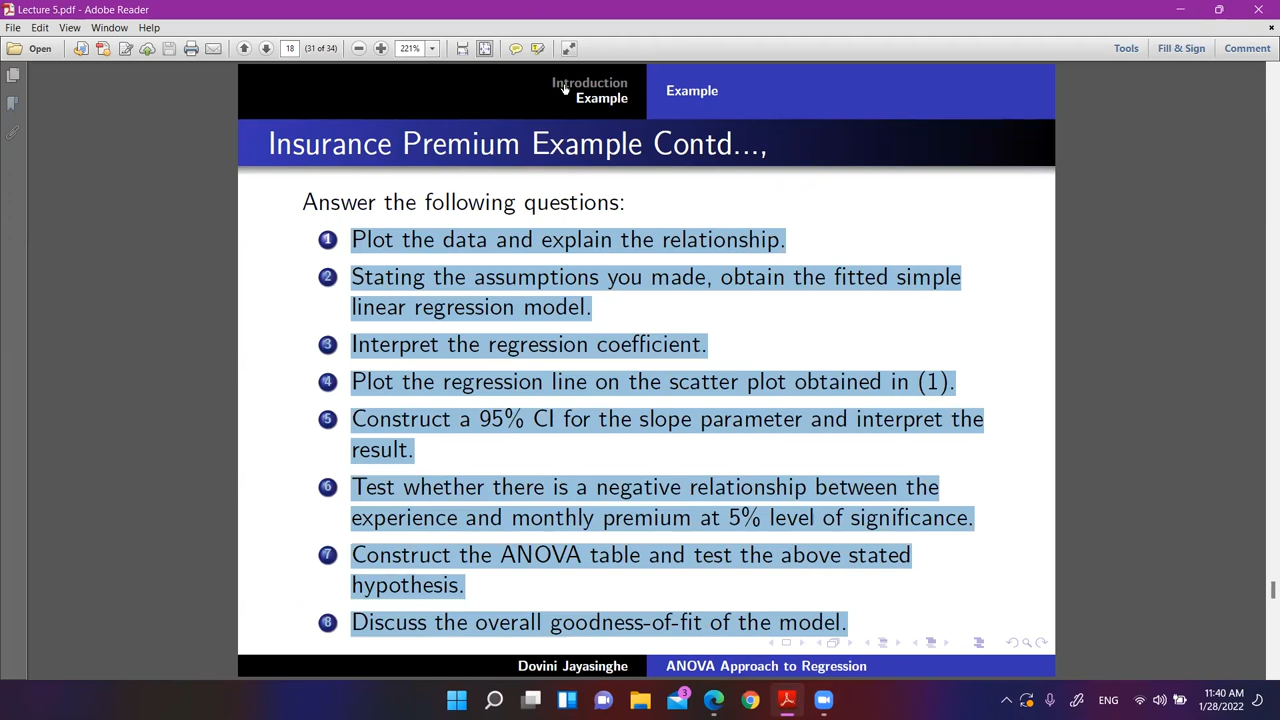 Lecture 5.pdf - Adobe Reader
File Edit View Window Help
Open 18 (31 of 34) 221% Tools Fill & Sign Comment
Introduction
Example
Example
Insurance Premium Example Contd...,
Answer the following questions:
1 Plot the data and explain the relationship.
2 Stating the assumptions you made, obtain the fitted simple
linear regression model.
3 Interpret the regression coefficient.
4 Plot the regression line on the scatter plot obtained in (1).
5 Construct a 95% CI for the slope parameter and interpret the
result.
6 Test whether there is a negative relationship between the
experience and monthly premium at 5% level of significance.
7 Construct the ANOVA table and test the above stated
hypothesis.
8 Discuss the overall goodness-of-fit of the model.
Dovini Jayasinghe ANOVA Approach to Regression
3 ENG 11:40 AM
1/28/2022